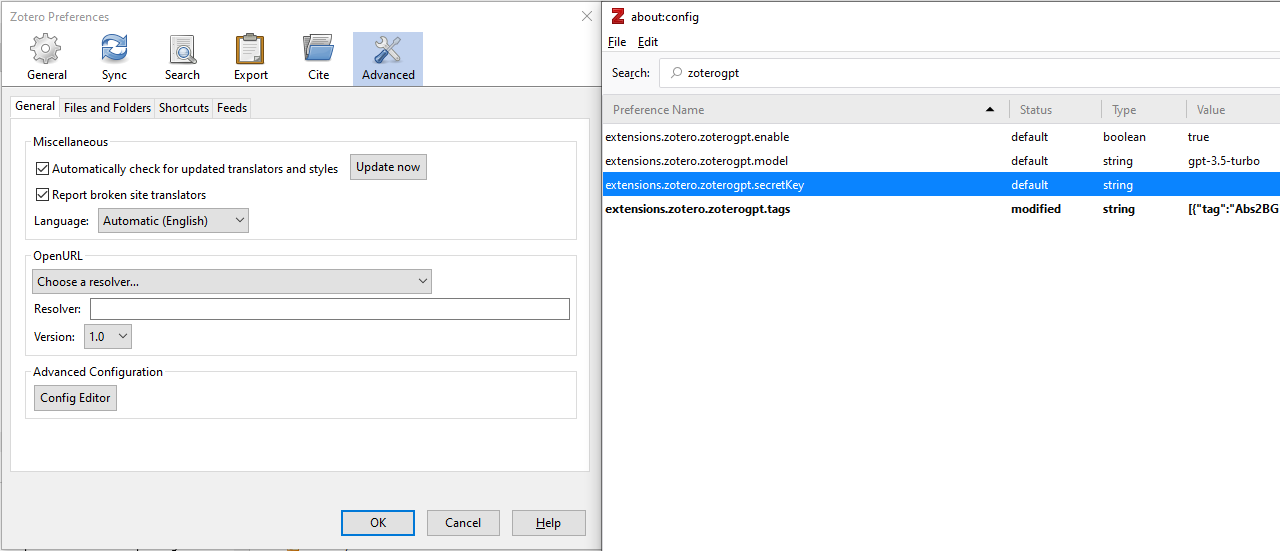 Zotero Preferences
General
Sync
Search
Export
Cite
Advanced
General
Files and Folders
Shortcuts
Feeds
Miscellaneous
Automatically check for updated translators and styles
Update now
Report broken site translators
Language:
Automatic (English)
OpenURL
Choose a resolver...
Resolver:
Version:
1.0
Advanced Configuration
Config Editor
OK
Cancel
Help
about:config
File
Edit
Search:
zoterogpt
Preference Name
Status
Type
Value
extensions.zotero.zoterogpt.enable
default
boolean
true
extensions.zotero.zoterogpt.model
default
string
gpt-3.5-turbo
extensions.zotero.zoterogpt.secretKey
default
string
extensions.zotero.zoterogpt.tags
modified
string
[{"tag":"Abs2BG